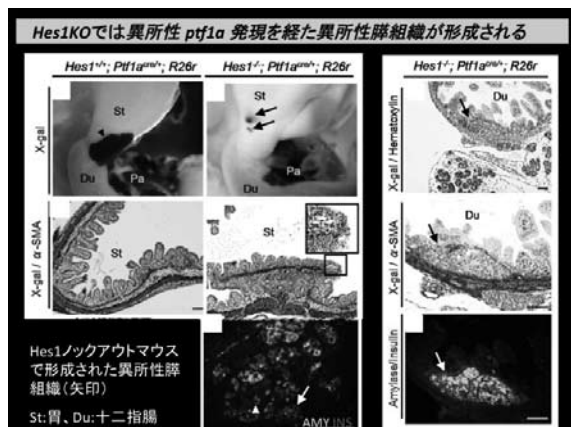 Hes1KOでは異所性 ptf1a 発現を経た異所性膵組織が形成される
Hes1+/+; Ptf1acre/+; R26r
Hes1-/-; Ptf1acre/+; R26r
Hes1-/-; Ptf1acre/+; R26r
X-gal
St
Du
Pa
St
Du
Pa
X-gal / Hematoxylin
Du
X-gal / α-SMA
St
St
X-gal / α-SMA
Du
Hes1ノックアウトマウス
で形成された異所性膵
組織(矢印)
St:胃、Du:十二指腸
AMY INS
Amylase/Insulin